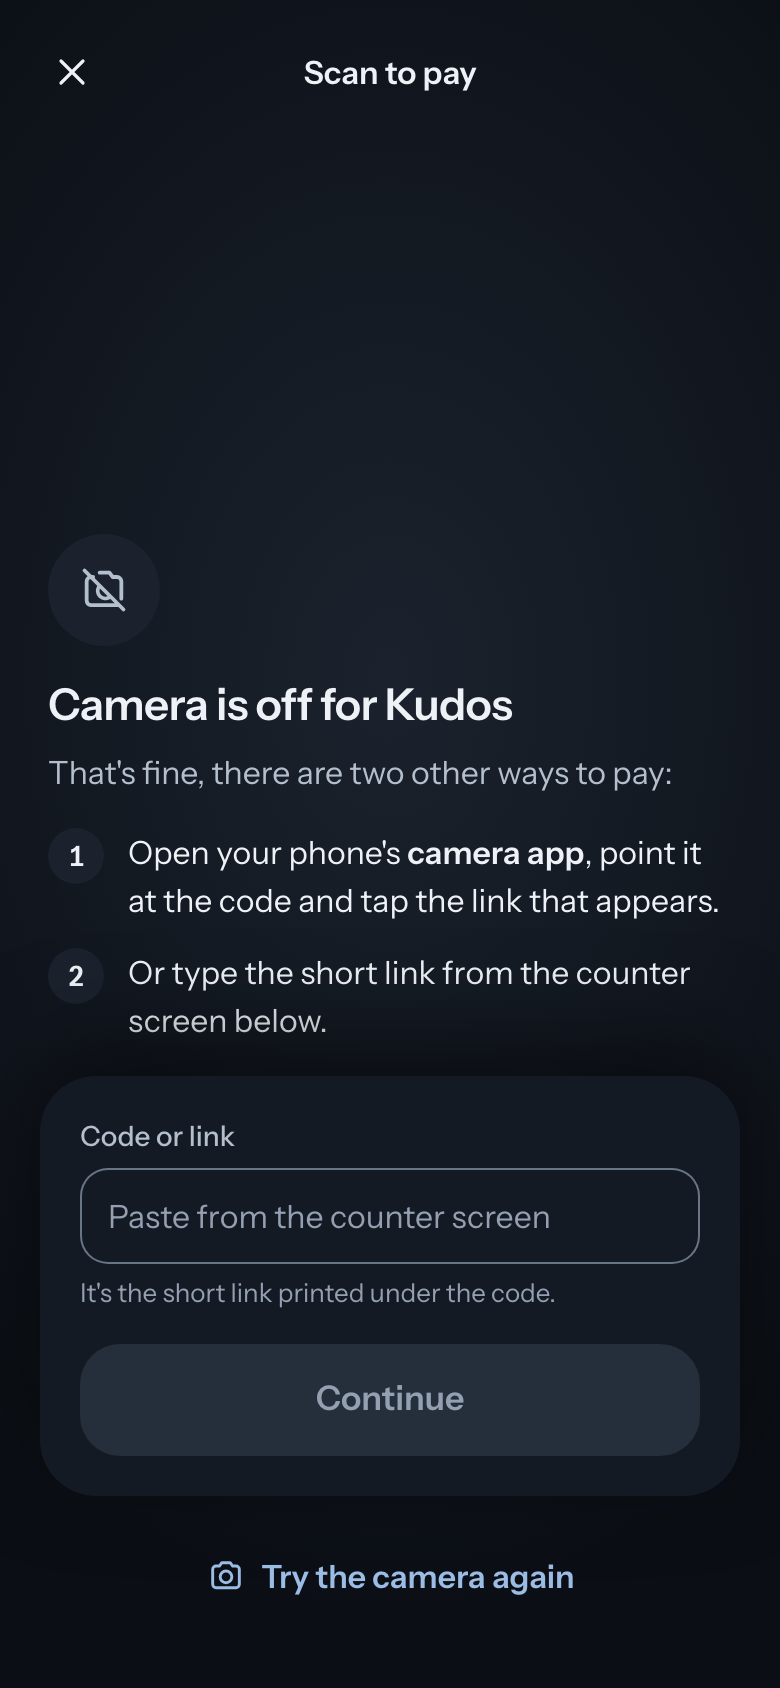 Scan to pay
Camera is off for Kudos
That's fine, there are two other ways to pay:
1 Open your phone's camera app, point it
at the code and tap the link that appears.
2 Or type the short link from the counter
screen below.
Code or link
Paste from the counter screen
It's the short link printed under the code.
Continue
Try the camera again